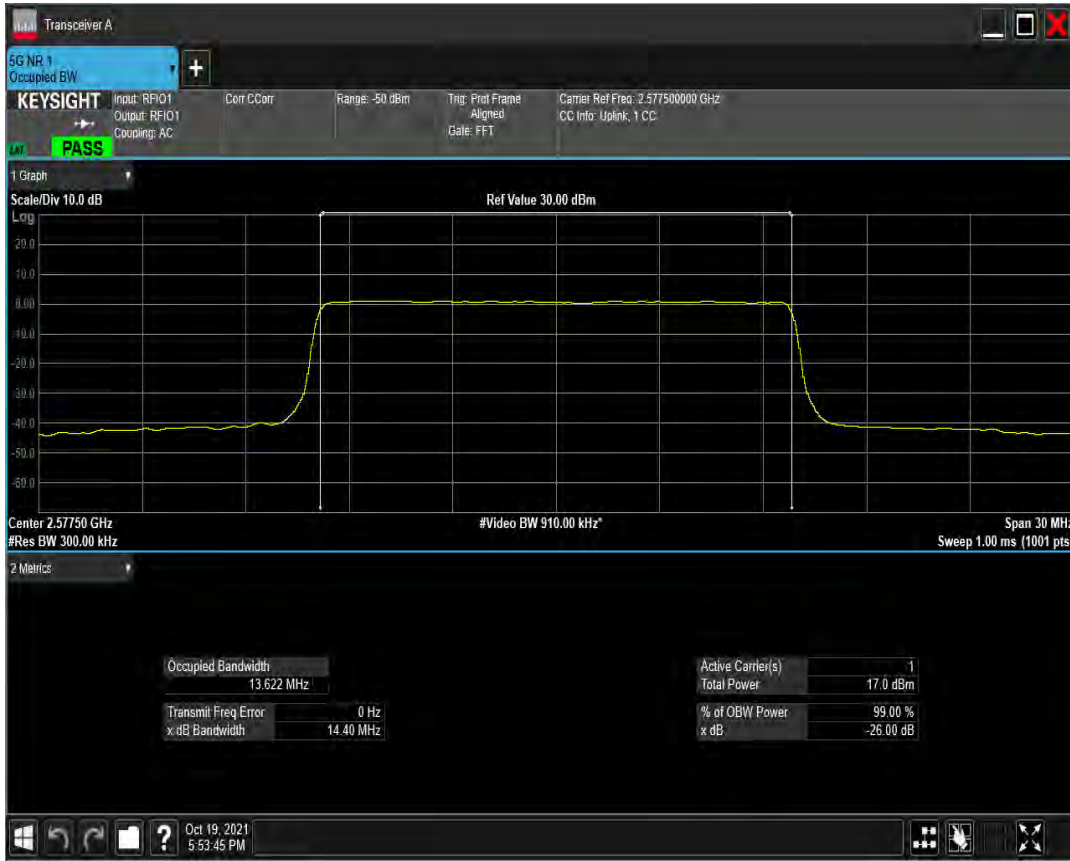 Transceiver A
5G NR 1
Occupied BW
+
KEYSIGHT
PASS
Input: RFIO1
Output: RFIO1
Coupling: AC
Corr CCorr
Range: -50 dBm
Trig: Prot Frame
Aligned
Gate: FFT
Carrier Ref Freq: 2.577500000 GHz
CC Info: Uplink, 1 CC
1 Graph
Scale/Div 10.0 dB
Ref Value 30.00 dBm
Log
20.0
10.0
0.00
-10.0
-20.0
-30.0
-40.0
-50.0
-60.0
Center 2.57750 GHz
#Video BW 910.00 kHz*
Span 30 MHz
#Res BW 300.00 kHz
Sweep 1.00 ms (1001 pts
2 Metrics
Occupied Bandwidth
13.622 MHz
Transmit Freq Error 0 Hz
x dB Bandwidth 14.40 MHz
Active Carrier(s) 1
Total Power 17.0 dBm
% of OBW Power 99.00 %
x dB -26.00 dB
?
Oct 19, 2021
5:53:45 PM